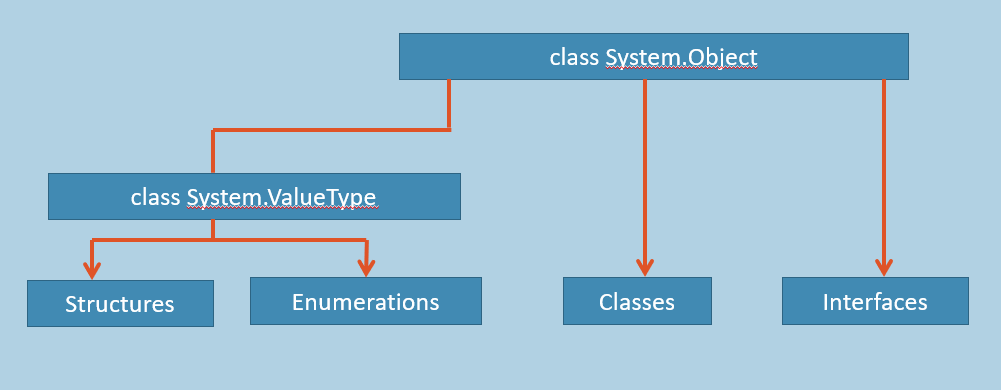 class System.Object
class System.ValueType
Structures
Enumerations
Classes
Interfaces